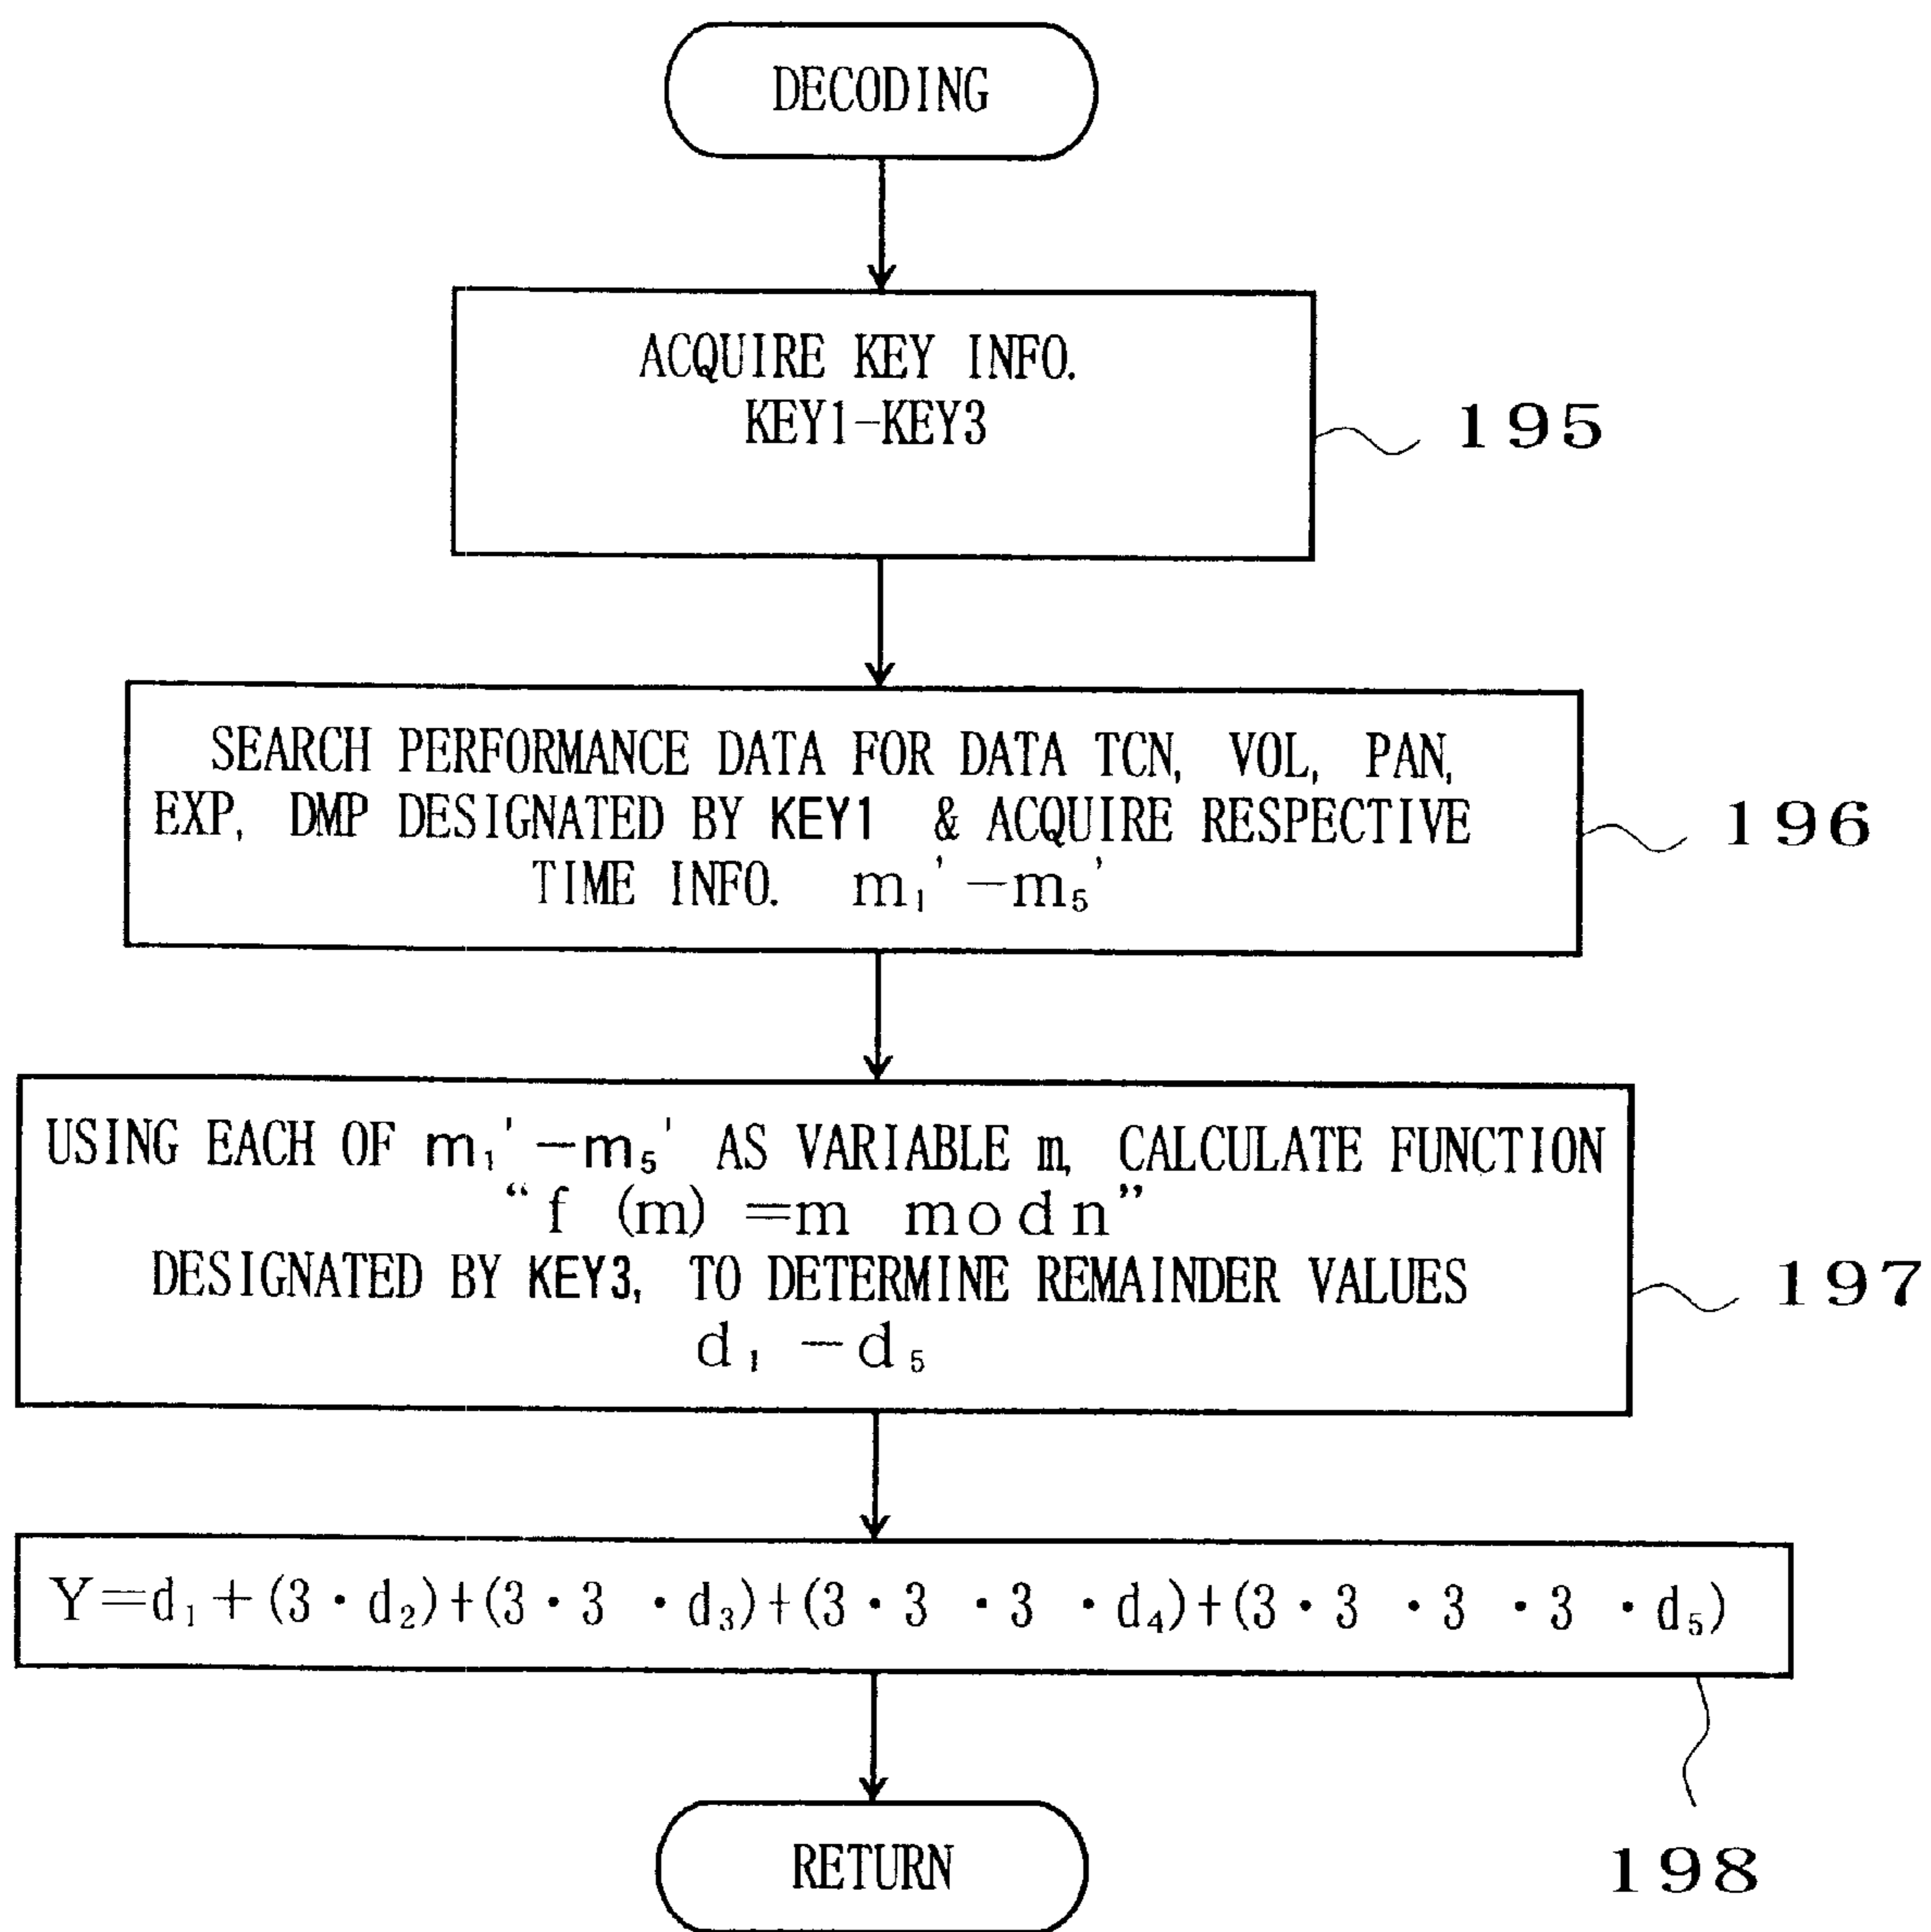 DECODING
ACQUIRE KEY INFO.
KEY1-KEY3
195
SEARCH PERFORMANCE DATA FOR DATA TCN, VOL, PAN,
EXP, DMP DESIGNATED BY KEY1 & ACQUIRE RESPECTIVE
TIME INFO. m₁'-m₅'
196
USING EACH OF m₁'-m₅' AS VARIABLE m, CALCULATE FUNCTION
“f (m) =m modn”
DESIGNATED BY KEY3, TO DETERMINE REMAINDER VALUES
d₁ -d₅
197
Y=d₁+(3·d₂)+(3·3·d₃)+(3·3·3·d₄)+(3·3·3·3·d₅)
198
RETURN